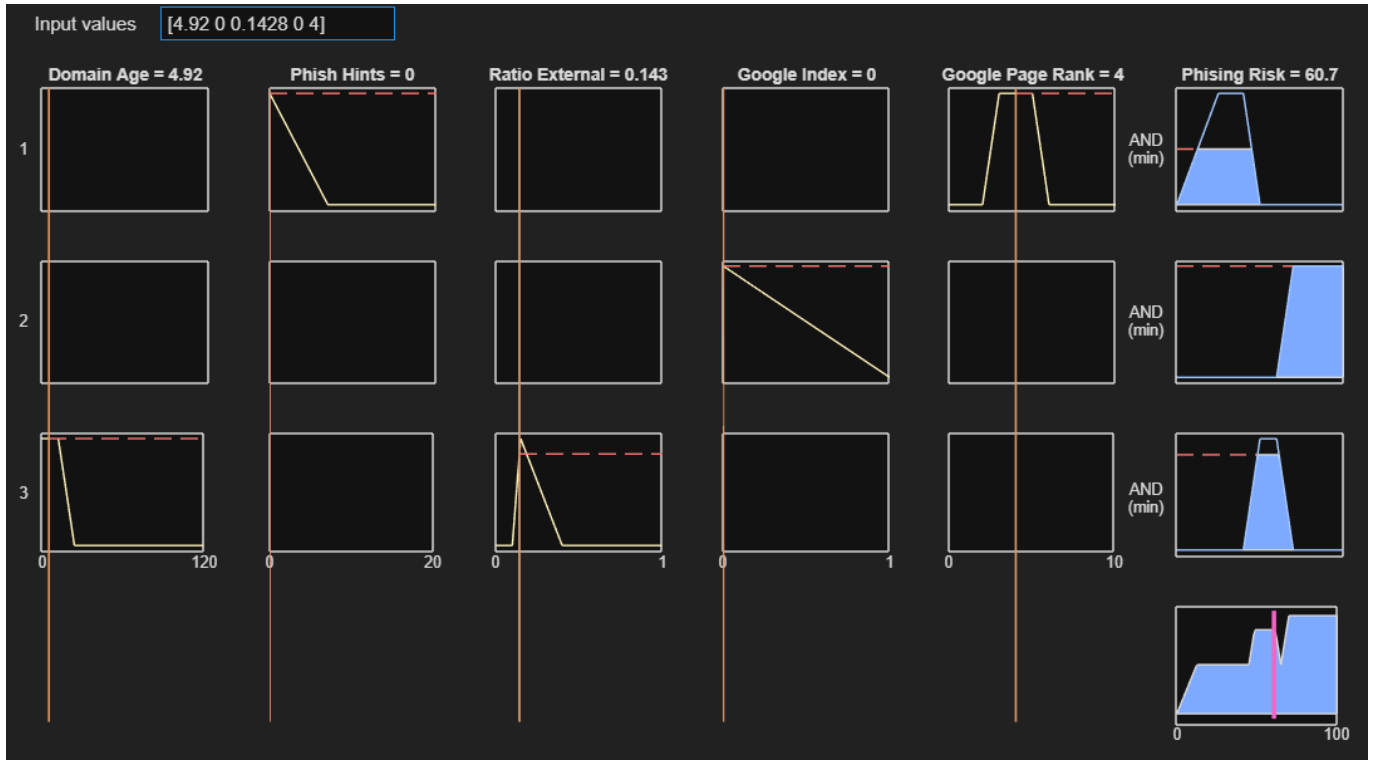 Input values [4.92 0 0.1428 0 4]
Domain Age = 4.92 Phish Hints = 0 Ratio External = 0.143 Google Index = 0 Google Page Rank = 4 Phising Risk = 60.7
1 AND
(min)
2 AND
(min)
3 AND
(min)
0 120 0 20 0 1 0 1 0 10
0 100